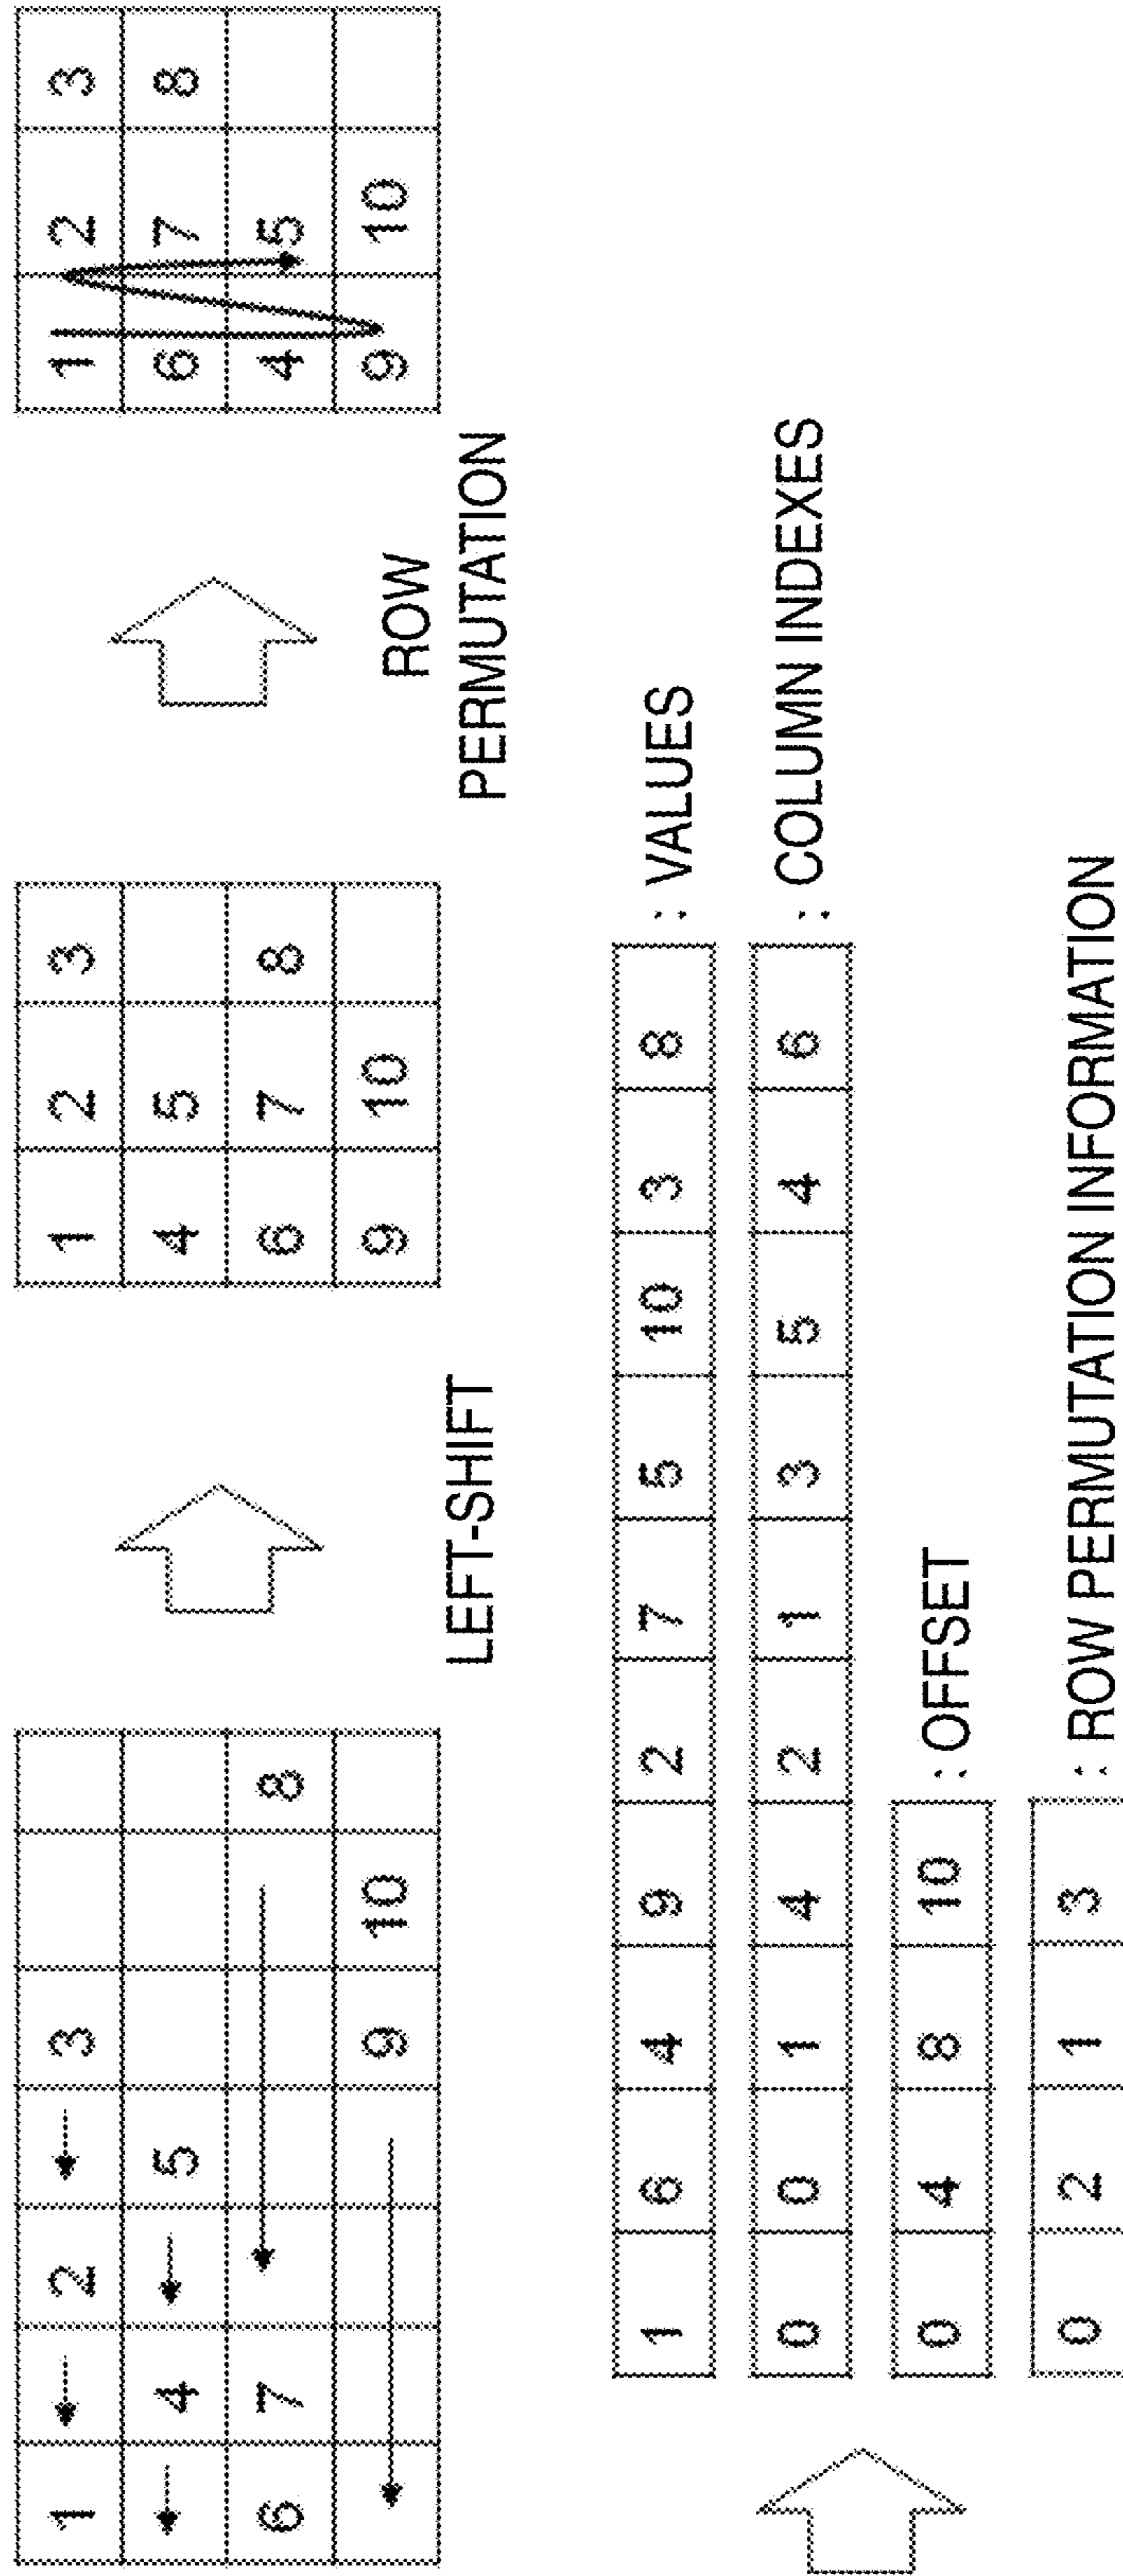 1 2 3
4 5
6 7 8
9 10
LEFT-SHIFT
1 2 3
4 5
6 7 8
9 10
ROW
PERMUTATION
1 2 3
6 7 8
4 5
9 10
1 6 4 9 2 7 5 10 3 8 : VALUES
0 0 1 4 2 1 3 5 4 6 : COLUMN INDEXES
0 4 8 10 : OFFSET
0 2 1 3 : ROW PERMUTATION INFORMATION